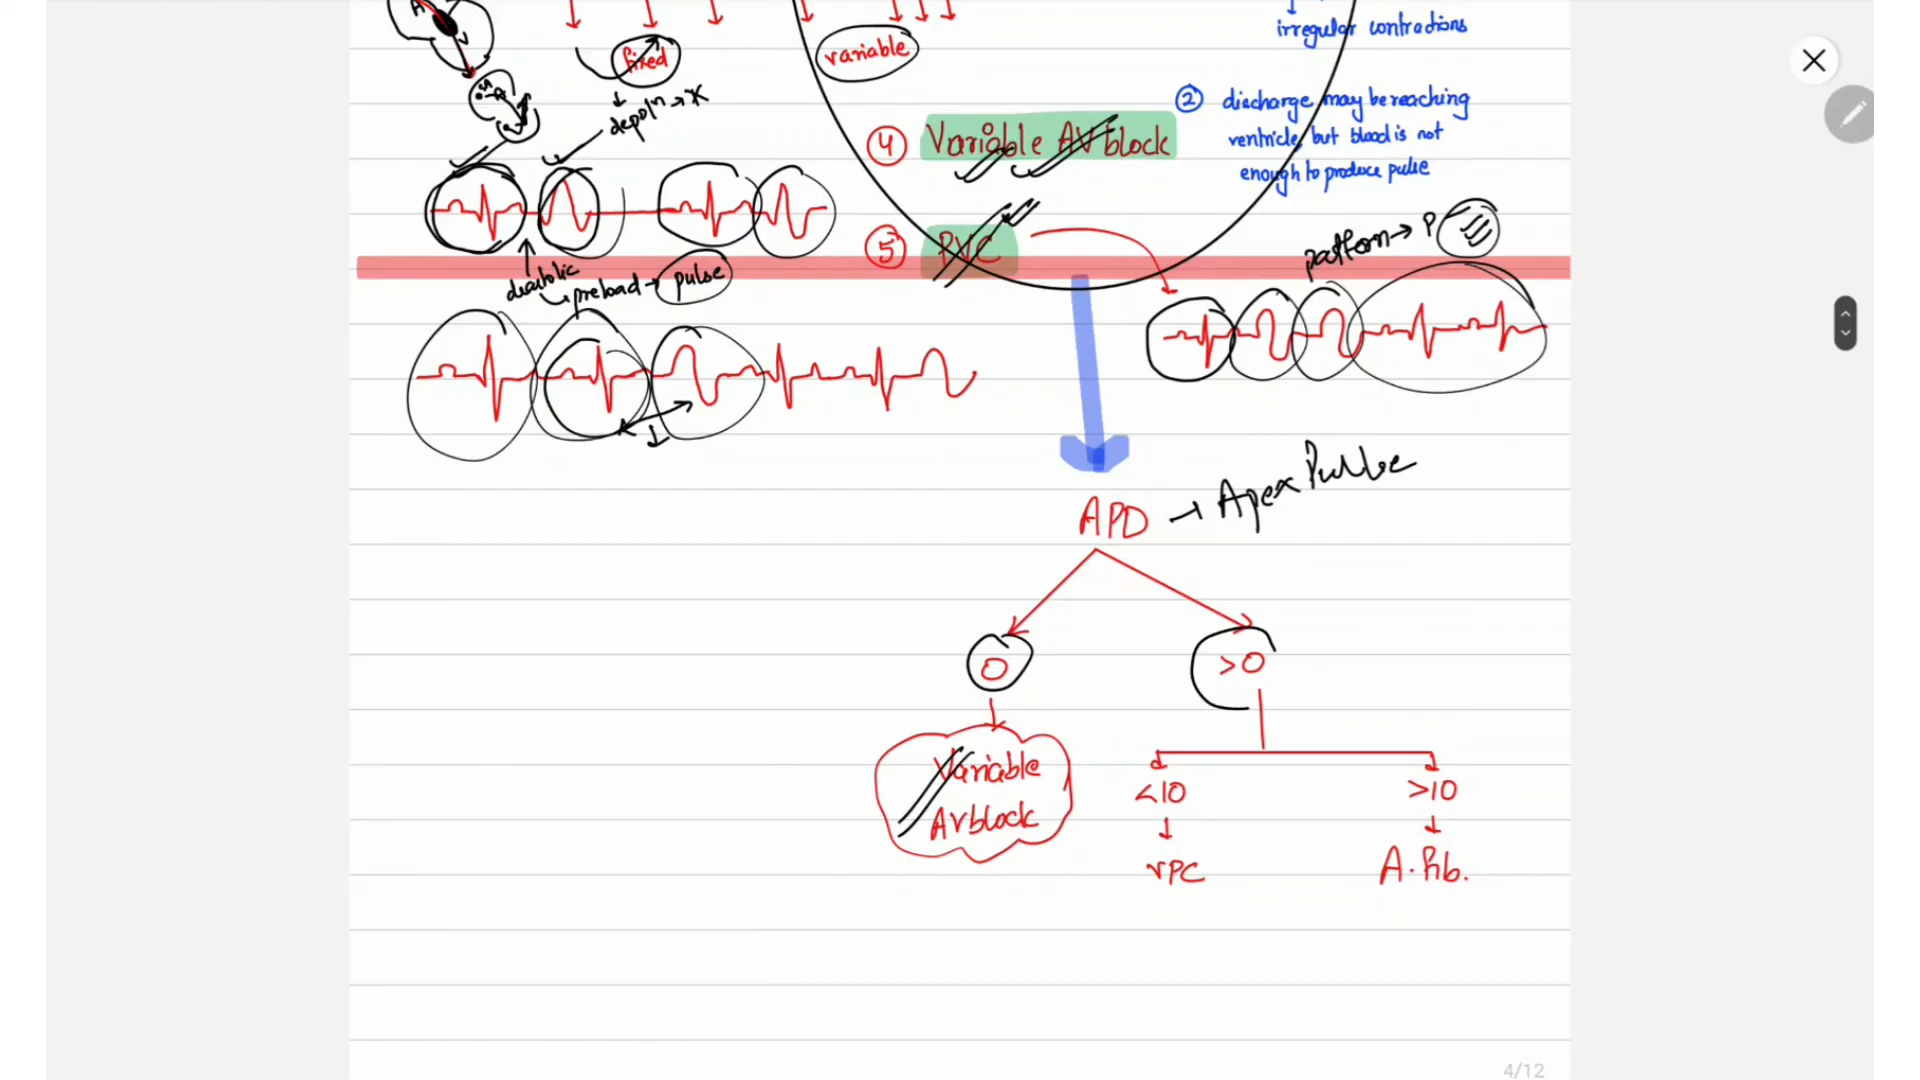 A
V
fixed
depoln → x
variable
irregular contractions
② discharge may be reaching
ventricle, but blood is not
enough to produce pulse
④ Variable AV block
⑤ PVC
pattern → P
diastolic
preload → pulse
APD → Apex Pulse
0
>0
Variable
AV block
<10
>10
VPC
A.fib.
4/12